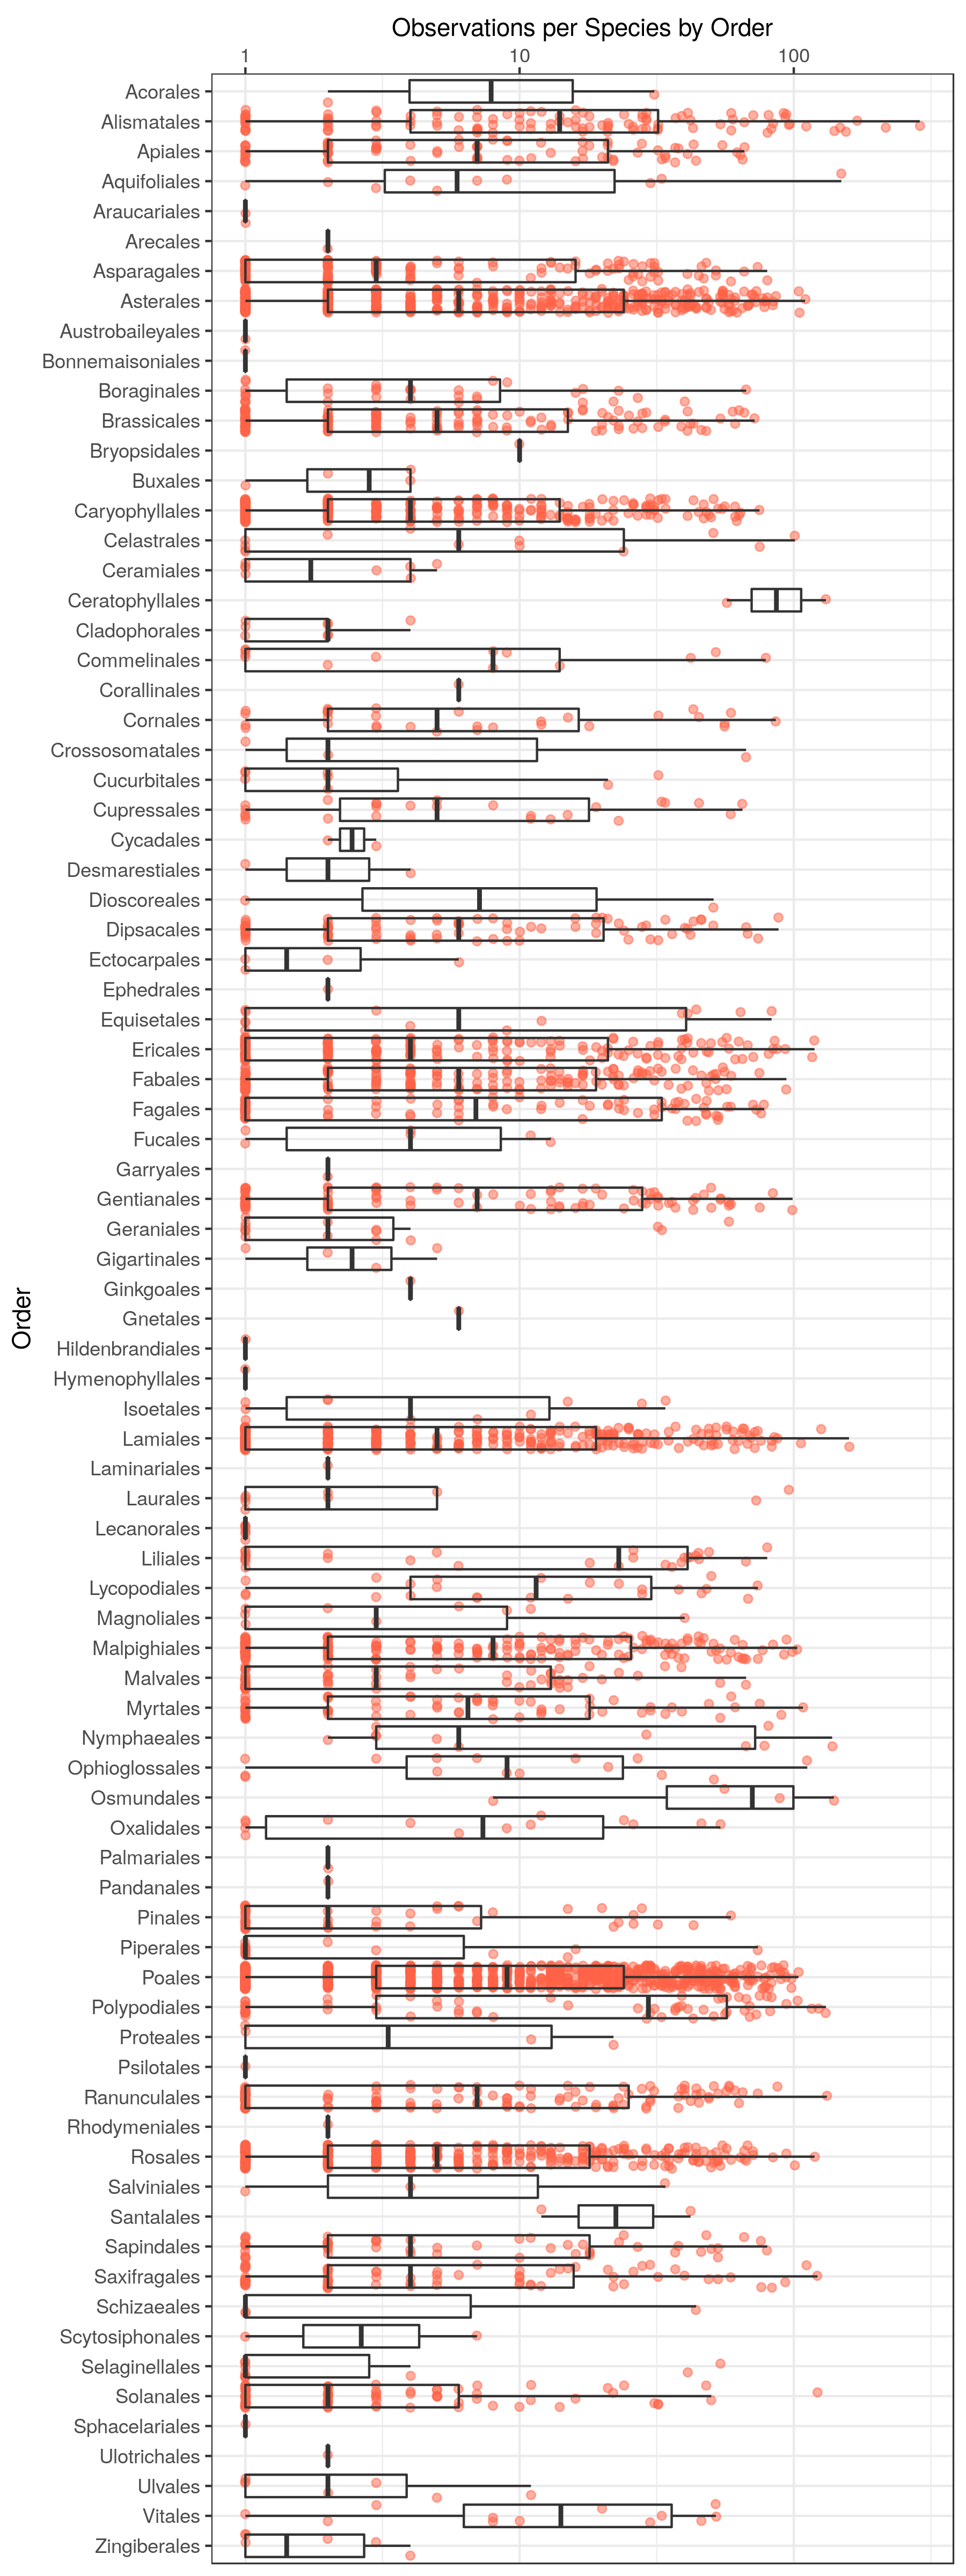 Observations per Species by Order
1 10 100
Acorales
Alismatales
Apiales
Aquifoliales
Araucariales
Arecales
Asparagales
Asterales
Austrobaileyales
Bonnemaisoniales
Boraginales
Brassicales
Bryopsidales
Buxales
Caryophyllales
Celastrales
Ceramiales
Ceratophyllales
Cladophorales
Commelinales
Corallinales
Cornales
Crossosomatales
Cucurbitales
Cupressales
Cycadales
Desmarestiales
Dioscoreales
Dipsacales
Ectocarpales
Ephedrales
Equisetales
Ericales
Fabales
Fagales
Fucales
Garryales
Gentianales
Geraniales
Gigartinales
Ginkgoales
Gnetales
Hildenbrandiales
Hymenophyllales
Isoetales
Lamiales
Laminariales
Laurales
Lecanorales
Liliales
Lycopodiales
Magnoliales
Malpighiales
Malvales
Myrtales
Nymphaeales
Ophioglossales
Osmundales
Oxalidales
Palmariales
Pandanales
Pinales
Piperales
Poales
Polypodiales
Proteales
Psilotales
Ranunculales
Rhodymeniales
Rosales
Salviniales
Santalales
Sapindales
Saxifragales
Schizaeales
Scytosiphonales
Selaginellales
Solanales
Sphacelariales
Ulotrichales
Ulvales
Vitales
Zingiberales
Order